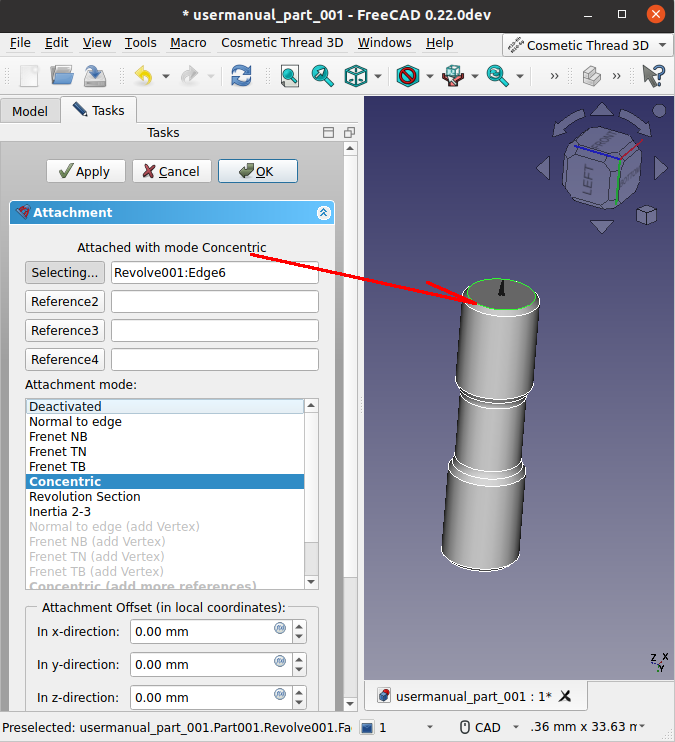 * usermanual_part_001 - FreeCAD 0.22.0dev
File Edit View Tools Macro Cosmetic Thread 3D Windows Help
Cosmetic Thread 3D
Model
Tasks
Tasks
Apply
Cancel
OK
Attachment
Attached with mode Concentric
Selecting... Revolve001:Edge6
Reference2
Reference3
Reference4
Attachment mode:
Deactivated
Normal to edge
Frenet NB
Frenet TN
Frenet TB
Concentric
Revolution Section
Inertia 2-3
Normal to edge (add Vertex)
Frenet NB (add Vertex)
Frenet TN (add Vertex)
Frenet TB (add Vertex)
Concentric (add more references)
Attachment Offset (in local coordinates):
In x-direction: 0.00 mm
In y-direction: 0.00 mm
In z-direction: 0.00 mm
LEFT
Z X
Y
usermanual_part_001 : 1*
Preselected: usermanual_part_001.Part001.Revolve001.Fa
1
CAD
.36 mm x 33.63 m